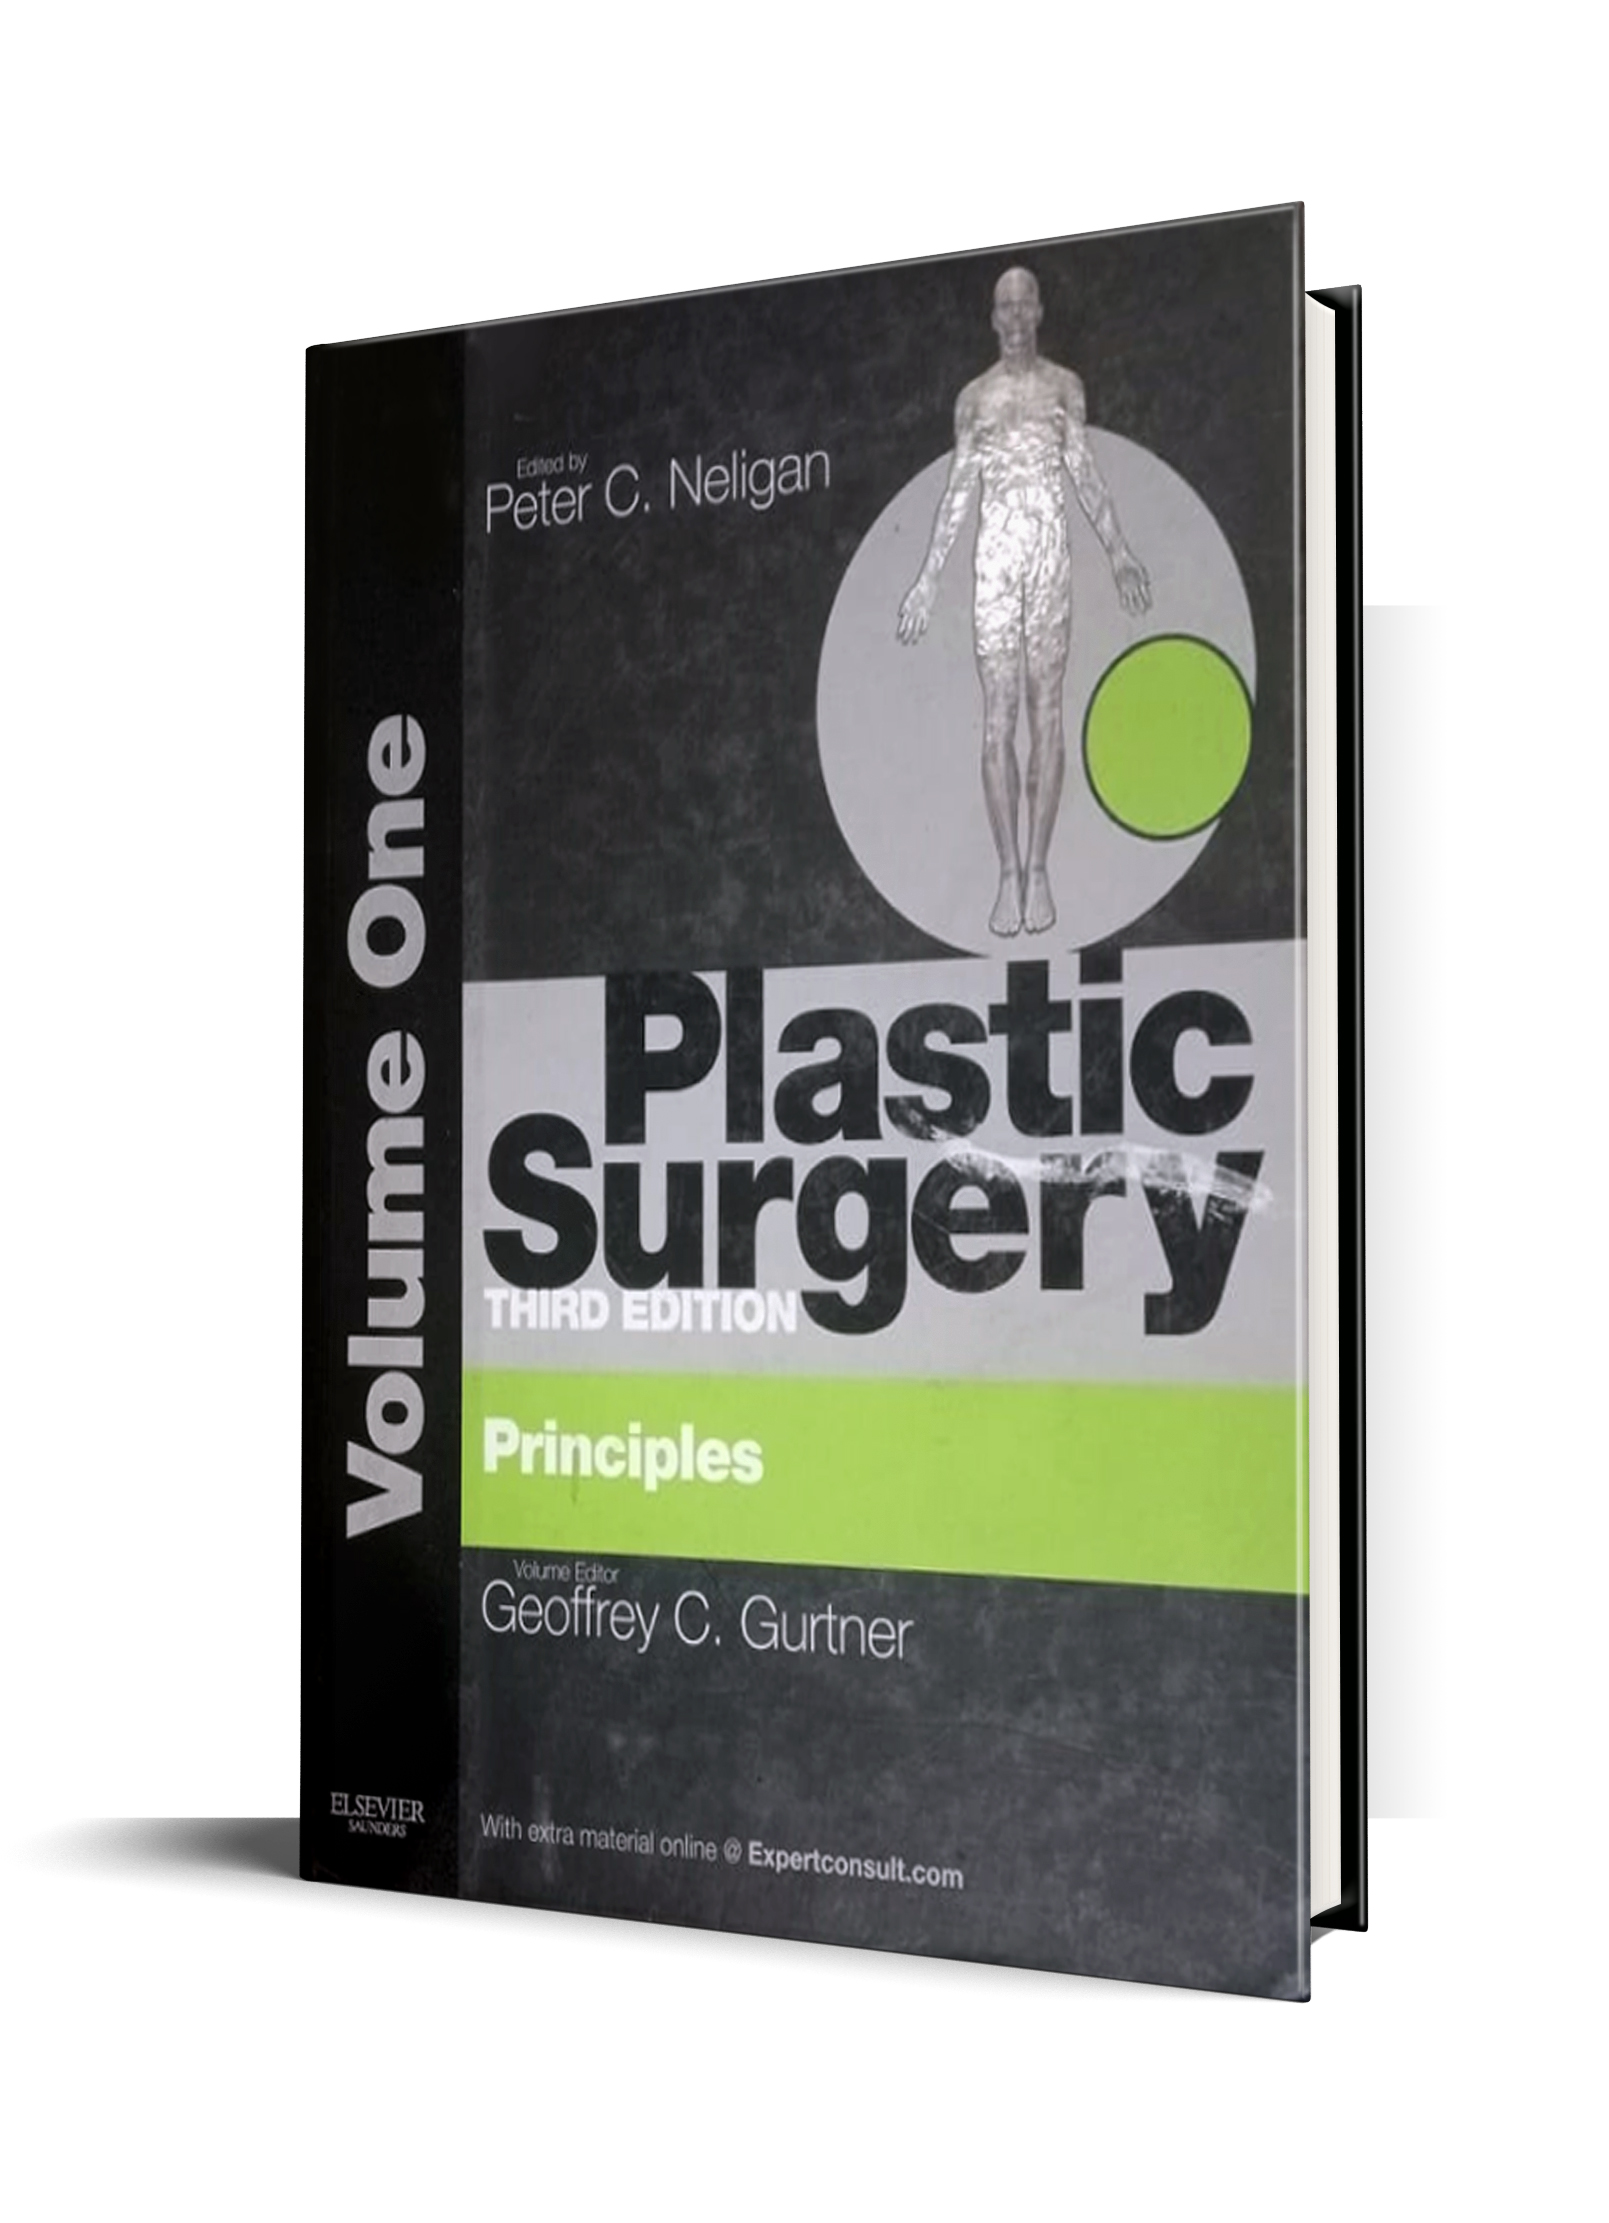 Edited by
Peter C. Neligan
Volume One
Plastic
Surgery
THIRD EDITION
Principles
Volume Editor
Geoffrey C. Gurtner
ELSEVIER
SAUNDERS
With extra material online @ Expertconsult.com